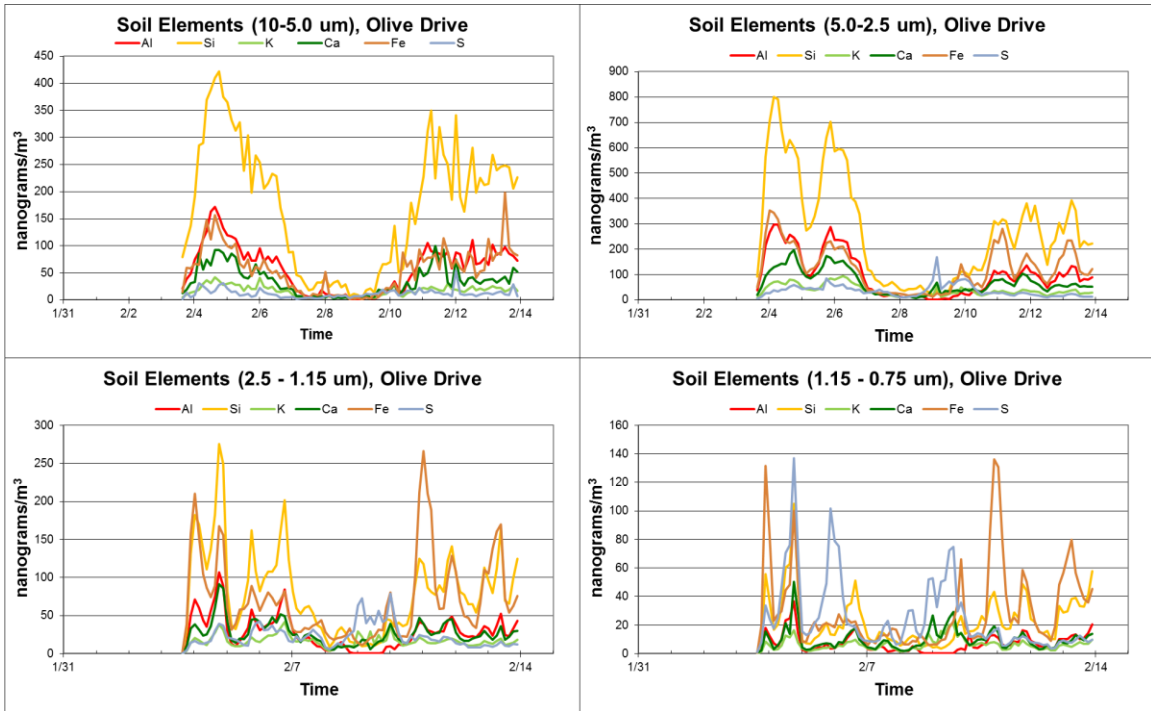 Soil Elements (10-5.0 um), Olive Drive
Al Si K Ca Fe S
nanograms/m³
450
400
350
300
250
200
150
100
50
0
1/31 2/2 2/4 2/6 2/8 2/10 2/12 2/14
Time
Soil Elements (5.0-2.5 um), Olive Drive
Al Si K Ca Fe S
nanograms/m³
900
800
700
600
500
400
300
200
100
0
1/31 2/2 2/4 2/6 2/8 2/10 2/12 2/14
Time
Soil Elements (2.5 - 1.15 um), Olive Drive
Al Si K Ca Fe S
nanograms/m³
300
250
200
150
100
50
0
1/31 2/7 2/14
Time
Soil Elements (1.15 - 0.75 um), Olive Drive
Al Si K Ca Fe S
nanograms/m³
160
140
120
100
80
60
40
20
0
1/31 2/7 2/14
Time